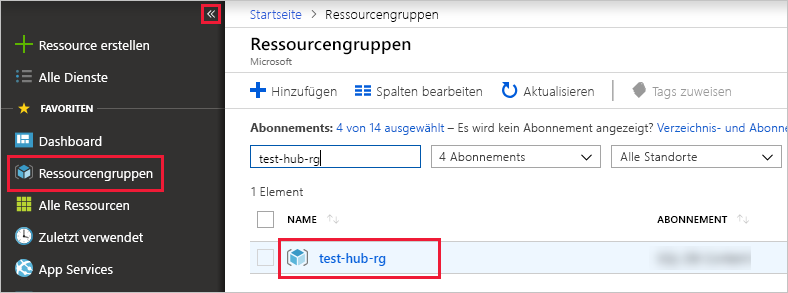 «
Ressource erstellen
Alle Dienste
FAVORITEN
Dashboard
Ressourcengruppen
Alle Ressourcen
Zuletzt verwendet
App Services
Startseite > Ressourcengruppen
Ressourcengruppen
Microsoft
Hinzufügen Spalten bearbeiten Aktualisieren Tags zuweisen
Abonnements: 4 von 14 ausgewählt – Es wird kein Abonnement angezeigt? Verzeichnis- und Abonne
test-hub-rg 4 Abonnements Alle Standorte
1 Element
NAME ABONNEMENT
test-hub-rg